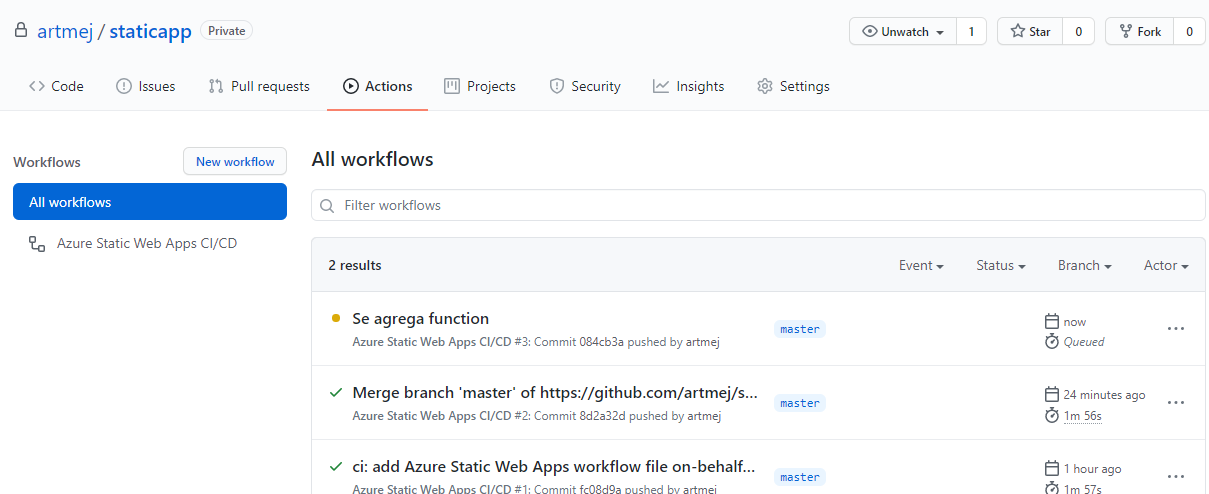 artmej / staticapp Private
Unwatch 1 Star 0 Fork 0
Code Issues Pull requests Actions Projects Security Insights Settings
Workflows
New workflow
All workflows
Azure Static Web Apps CI/CD
All workflows
Filter workflows
2 results Event Status Branch Actor
Se agrega function
Azure Static Web Apps CI/CD #3: Commit 084cb3a pushed by artmej
master
now
Queued
Merge branch 'master' of https://github.com/artmej/s...
Azure Static Web Apps CI/CD #2: Commit 8d2a32d pushed by artmej
master
24 minutes ago
1m 56s
ci: add Azure Static Web Apps workflow file on-behalf...
Azure Static Web Apps CI/CD #1: Commit fc08d9a pushed by artmej
master
1 hour ago
1m 57s